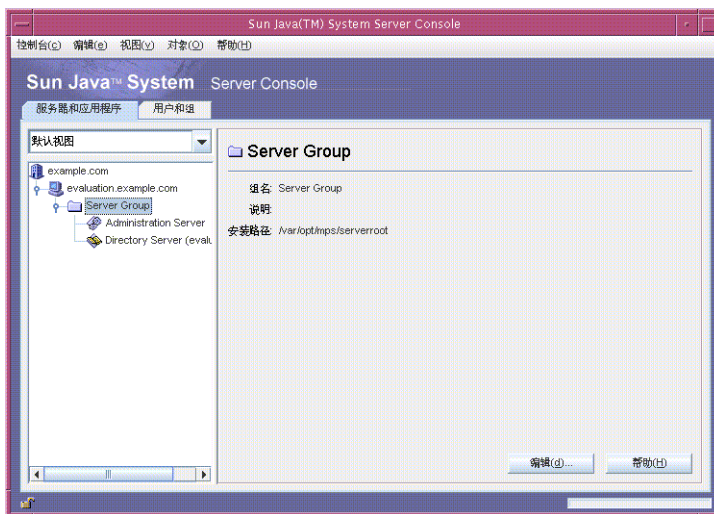 Sun Java(TM) System Server Console
控制台(C) 编辑(e) 视图(V) 对象(O) 帮助(H)
Sun Java™ System Server Console
服务器和应用程序 用户和组
默认视图
Server Group
example.com
evaluation.example.com
Server Group
Administration Server
Directory Server (evalu
组名: Server Group
说明:
安装路径: /var/opt/mps/serverroot
编辑(d)... 帮助(H)